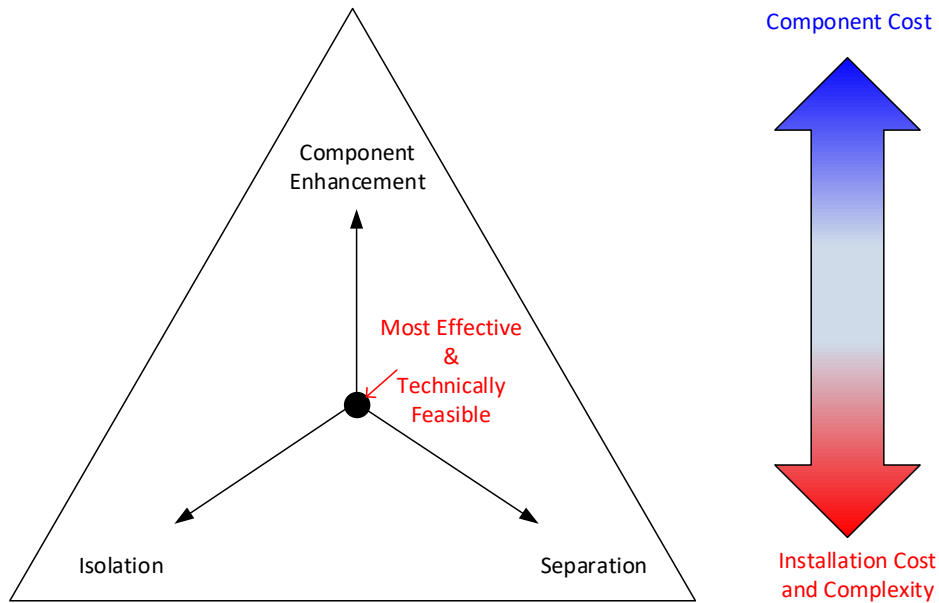 Component Cost
Component
Enhancement
Most Effective
&
Technically
Feasible
Isolation
Separation
Installation Cost
and Complexity